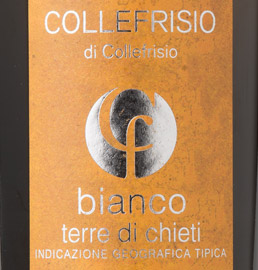 COLLEFRISIO
di Collefrisio
cf
bianco
terre di chieti
INDICAZIONE GEOGRAFICA TIPICA